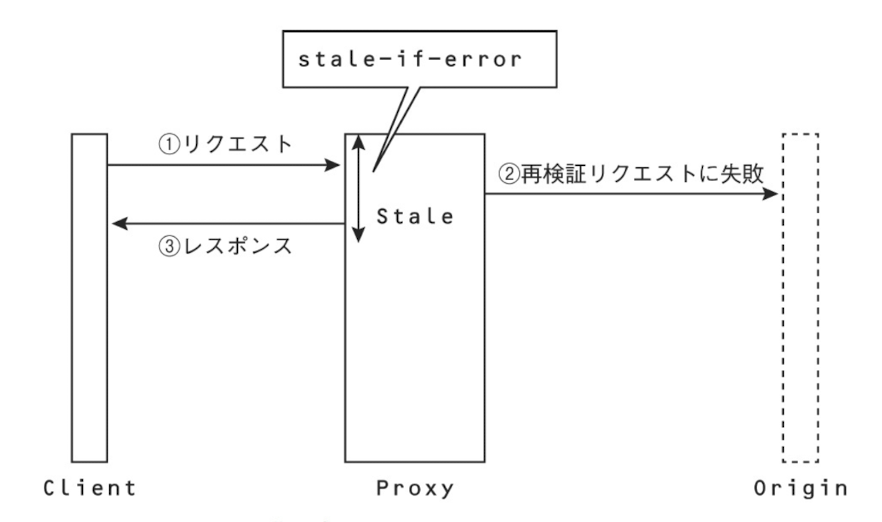 stale-if-error
①リクエスト
②再検証リクエストに失敗
Stale
③レスポンス
Client
Proxy
Origin